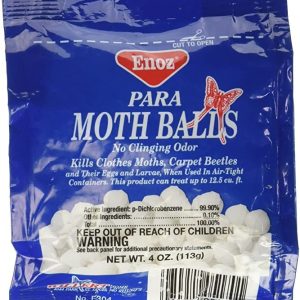 CUT TO OPEN
Enoz
PARA
MOTH BALLS
No Clinging Odor
Kills Clothes Moths, Carpet Beetles
and Their Eggs and Larvae, When Used In Air-Tight
Containers. This product can treat up to 12.5 cu. ft.
Active Ingredient: p-Dichlorobenzene 99.90%
Other Ingredients: 0.10%
Total 100.00%
KEEP OUT OF REACH OF CHILDREN
WARNING
See back panel for additional precautionary statements.
NET WT. 4 OZ. (113g)
No. E304